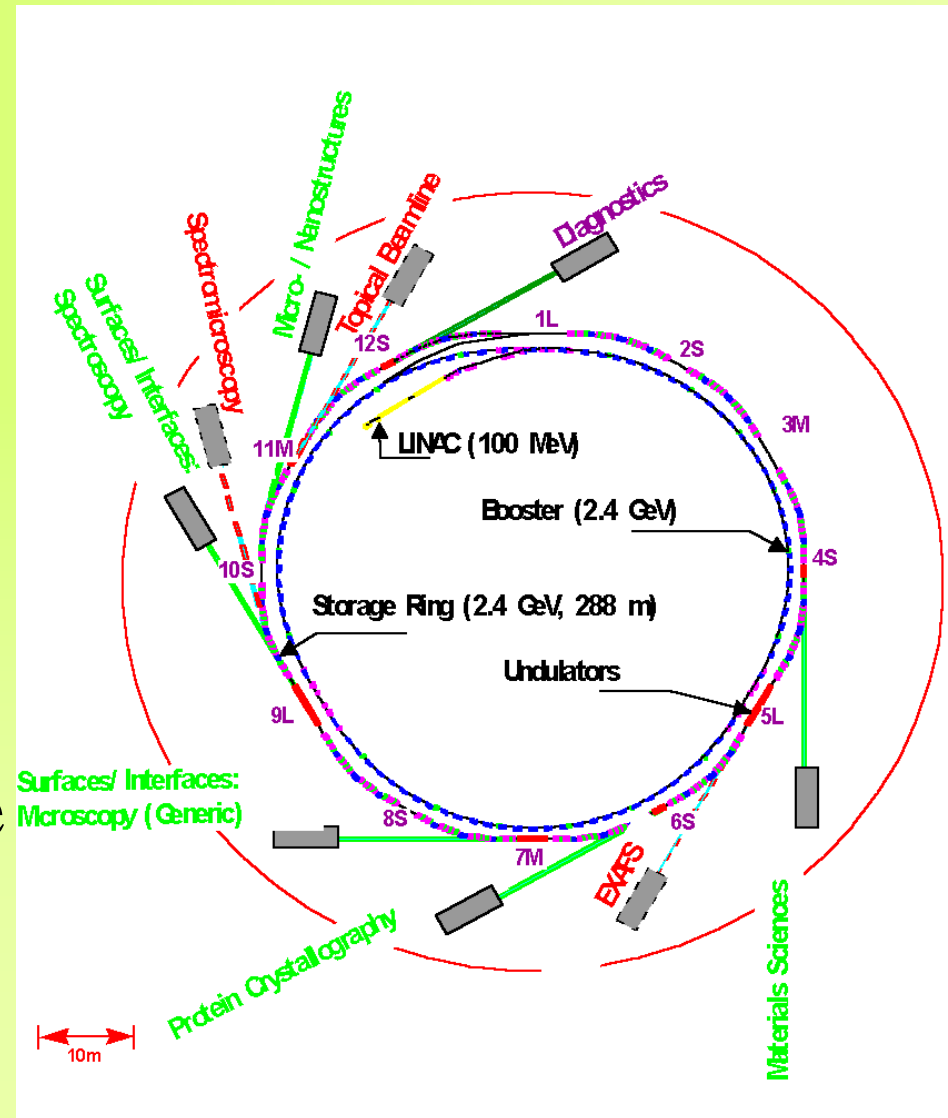 Micro- / Nanostructures
Topical Beamline
Diagnostics
Spectromicroscopy
Surfaces/ Interfaces:
Spectroscopy
1L
12S
2S
3M
11M
LINAC (100 MeV)
Booster (2.4 GeV)
4S
10S
Storage Ring (2.4 GeV, 288 m)
Undulators
9L
5L
Surfaces/ Interfaces:
Microscopy (Generic)
e
8S
6S
7M
EXAFS
Protein Crystallography
Materials Sciences
10m